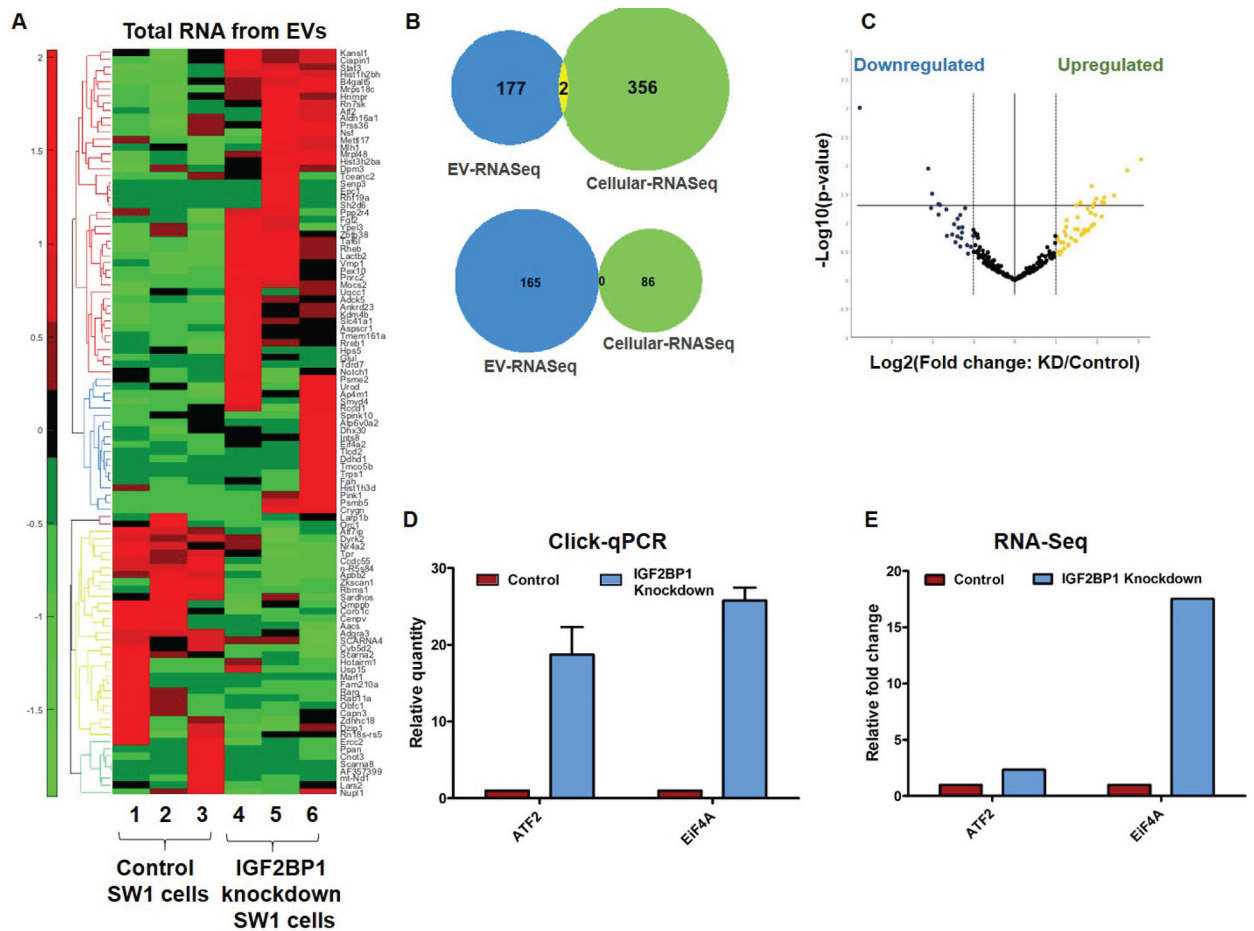 A
Total RNA from EVs
2
1.5
1
0.5
0
-0.5
-1
-1.5
Kansl1
Ciapin1
Stat3
Hist1h2bh
B4galt5
Mrps18c
Hnrnpr
Rn7sk
Atf2
Aldh16a1
Prss36
Nsf
Mettl17
Mlh1
Mrpl48
Hist3h2ba
Dpm3
Tceanc2
Senp3
Epc1
Rnf19a
Sh2d6
Ppp2r4
Fgl2
Ypel3
Zbtb38
Taf6l
Rheb
Lactb2
Vmp1
Pex10
Pnrc2
Mocs2
Uqcc1
Adck5
Ankrd23
Kdm4b
Slc41a1
Aspscr1
Tmem161a
Rreb1
Hps5
Glul
Tdrd7
Notch1
Psme2
Urod
Ap4m1
Smyd4
Rccd1
Spink10
Atp6v0a2
Dhx30
Ints8
Eif4a2
Tlcd2
Ddhd1
Tmco5b
Trps1
Fah
Hist1h3d
Pink1
Psmb5
Crygn
Larp1b
Orc1
Atf7ip
Dyrk2
Nr4a2
Tpr
Ccdc55
n-R5s84
Apbb2
Zkscan1
Rbms1
Sardhos
Gmppb
Coro1c
Cenpv
Aacs
Adgra3
SCARNA4
Cyb5d2
Scarna2
Hotairm1
Usp15
Marf1
Fam210a
Rarg
Rab11a
Obfc1
Capn3
Zdhhc18
Dzip1
Rn18s-rs5
Ercc2
Ppan
Cnot3
Scarna8
AF357399
mt-Nd1
Lars2
Nupl1
1 2 3 4 5 6
Control
SW1 cells
IGF2BP1
knockdown
SW1 cells
B
177 2 356
EV-RNASeq
Cellular-RNASeq
165 0 86
EV-RNASeq
Cellular-RNASeq
C
Downregulated Upregulated
-Log10(p-value)
Log2(Fold change: KD/Control)
D
Click-qPCR
Control
IGF2BP1
Knockdown
Relative quantity
30
20
10
0
ATF2
EiF4A
E
RNA-Seq
Control
IGF2BP1 Knockdown
Relative fold change
20
15
10
5
0
ATF2
EiF4A